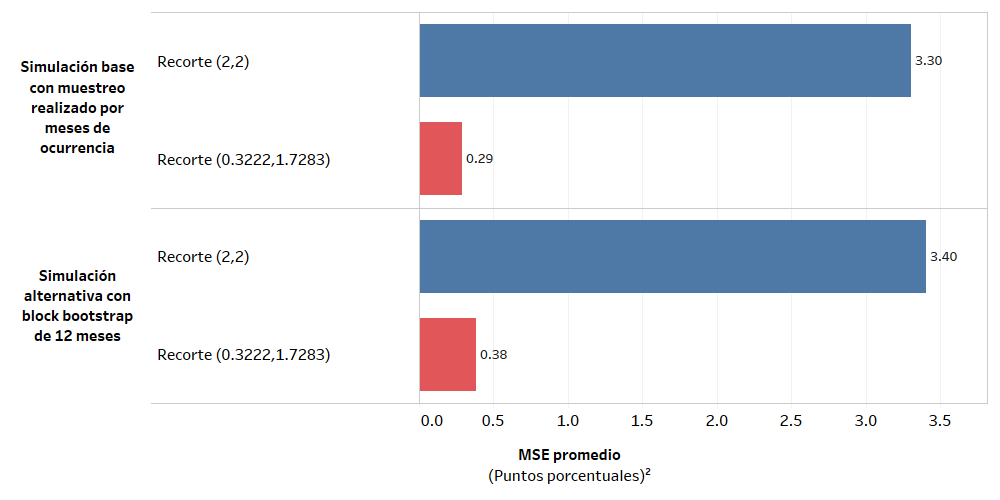 Simulación base
con muestreo
realizado por
meses de
ocurrencia
Recorte (2,2)
3.30
Recorte (0.3222,1.7283)
0.29
Simulación
alternativa con
block bootstrap
de 12 meses
Recorte (2,2)
3.40
Recorte (0.3222,1.7283)
0.38
0.0 0.5 1.0 1.5 2.0 2.5 3.0 3.5
MSE promedio
(Puntos porcentuales)²